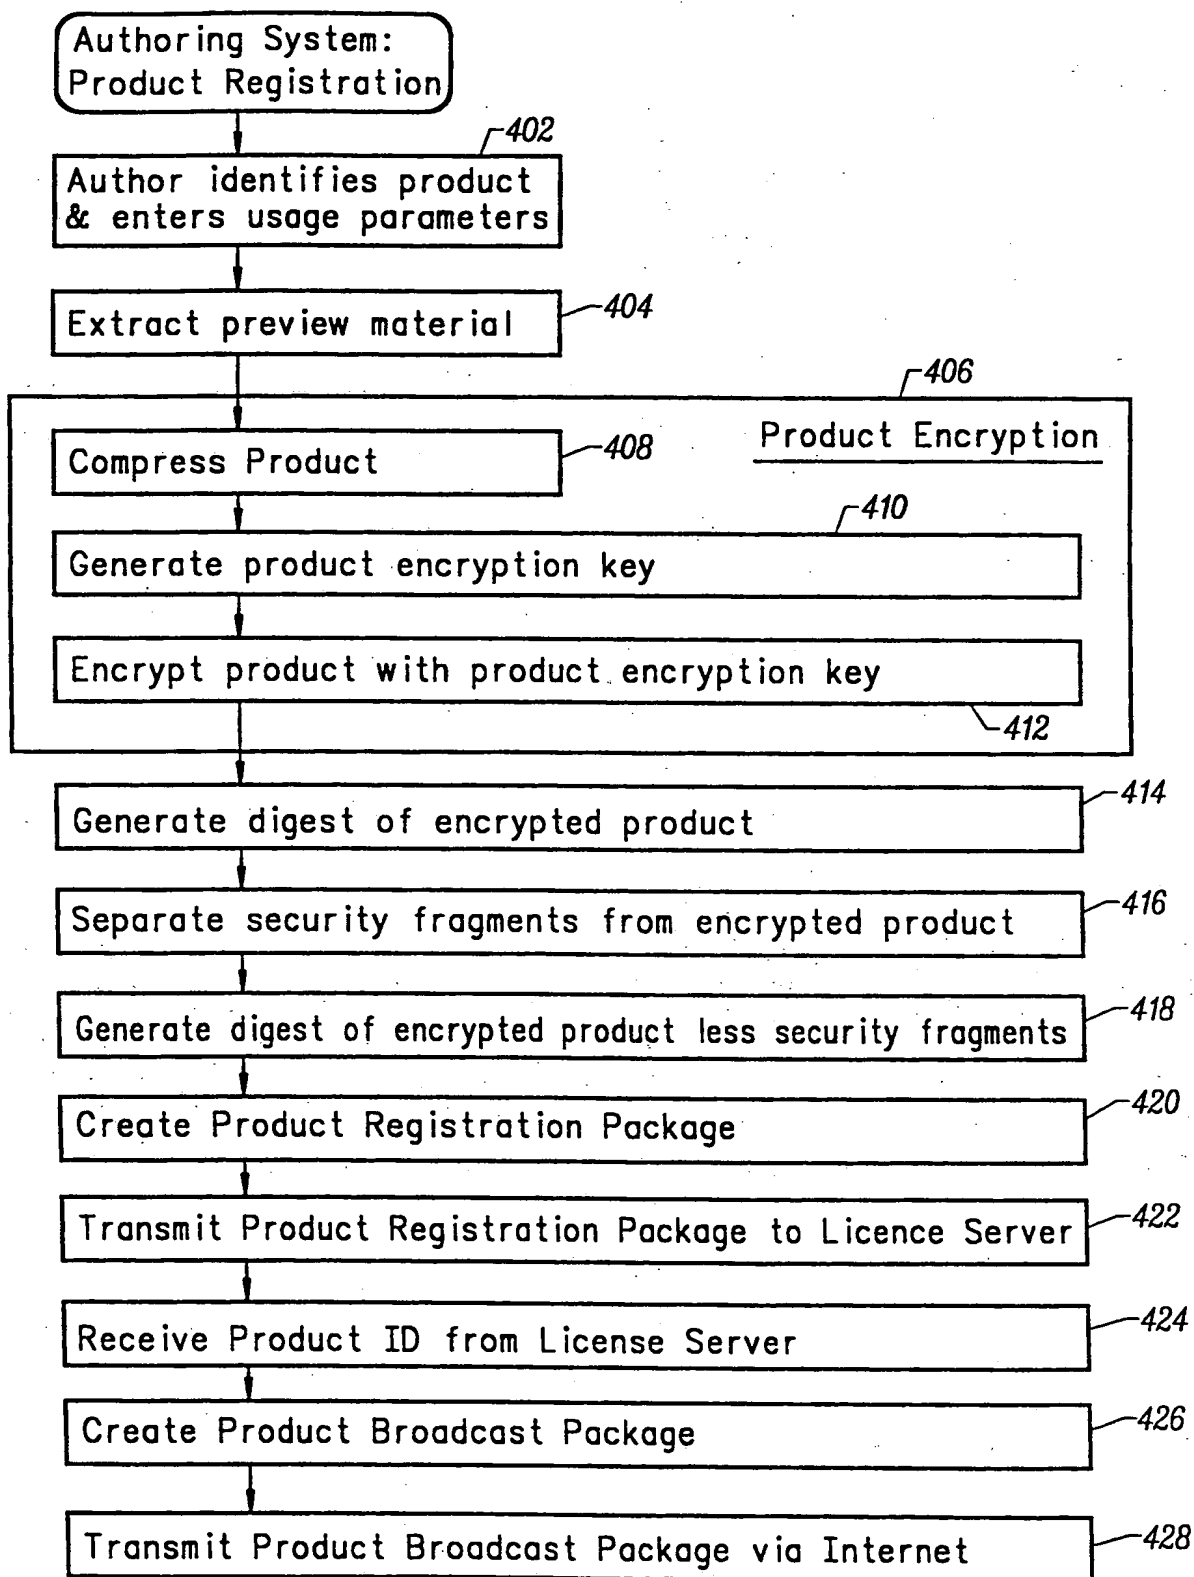 Authoring System:
Product Registration
402
Author identifies product
& enters usage parameters
404
Extract preview material
406
Product Encryption
408
Compress Product
410
Generate product encryption key
Encrypt product with product encryption key
412
414
Generate digest of encrypted product
416
Separate security fragments from encrypted product
418
Generate digest of encrypted product less security fragments
420
Create Product Registration Package
422
Transmit Product Registration Package to Licence Server
424
Receive Product ID from License Server
426
Create Product Broadcast Package
428
Transmit Product Broadcast Package via Internet